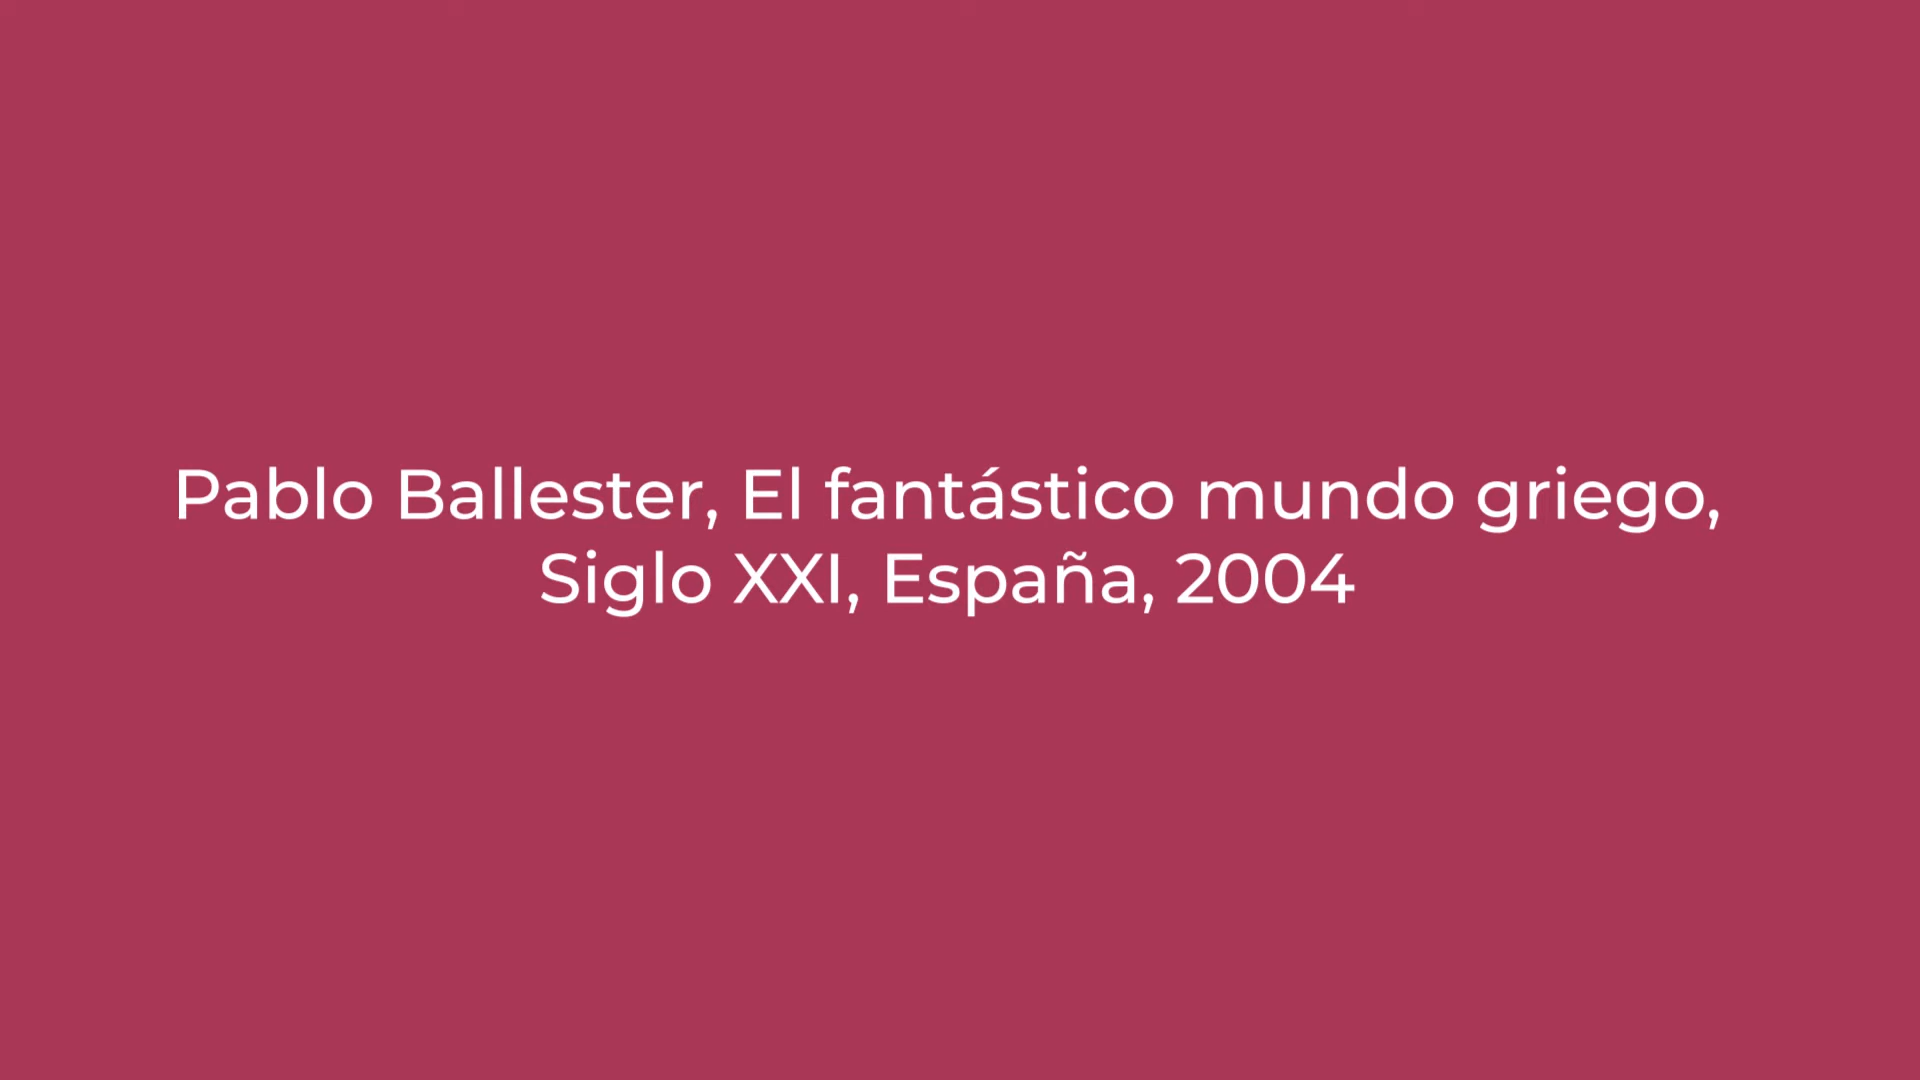 Pablo Ballester, El fantástico mundo griego,
Siglo XXI, España, 2004